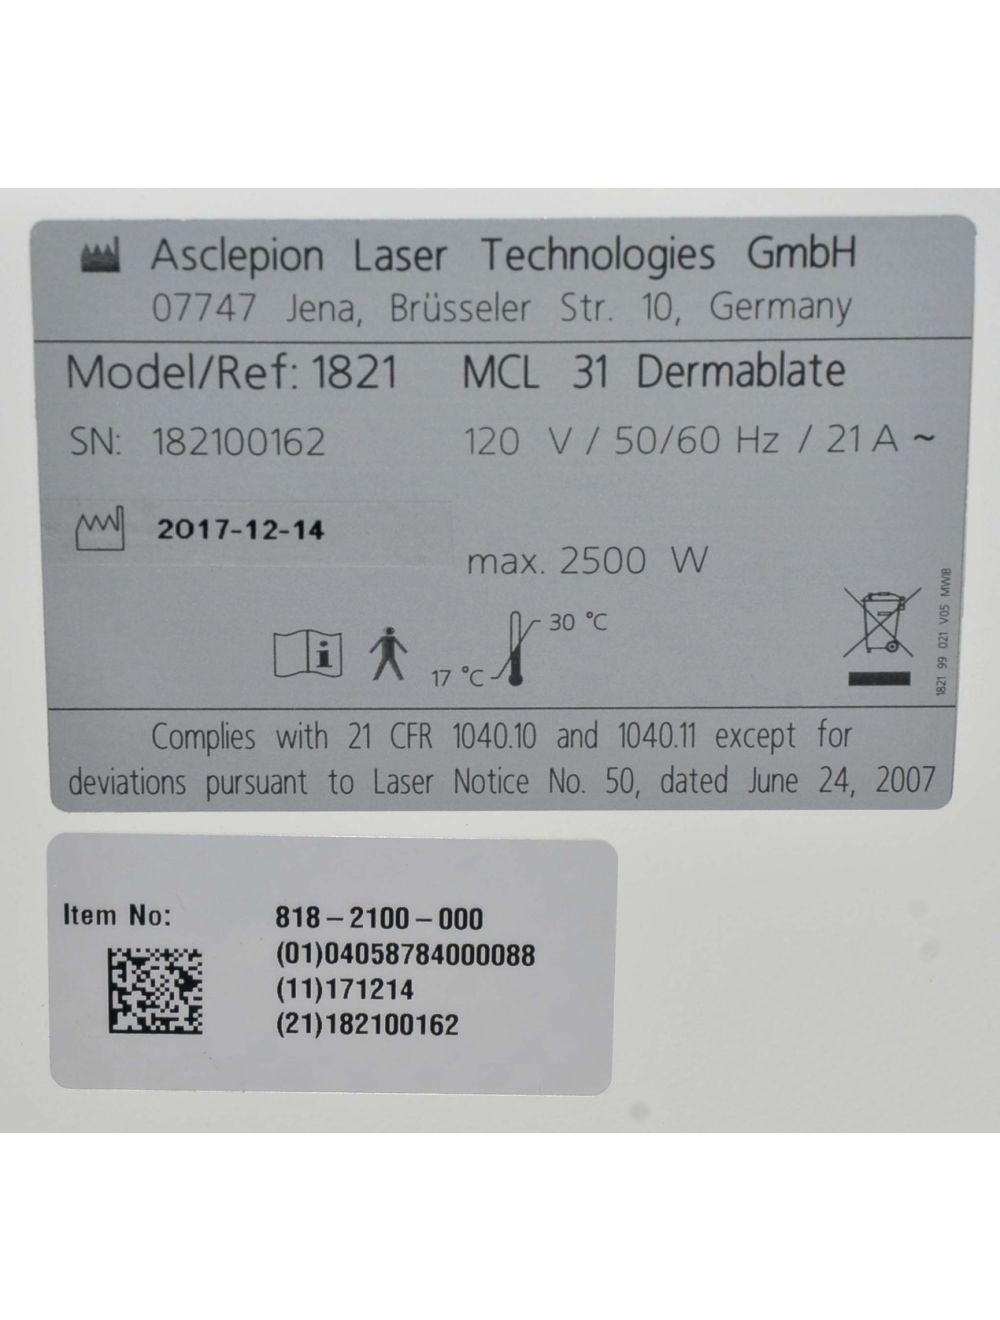 Asclepion Laser Technologies GmbH
07747 Jena, Brüsseler Str. 10, Germany
Model/Ref: 1821 MCL 31 Dermablate
SN: 182100162 120 V / 50/60 Hz / 21 A ~
2017-12-14
max. 2500 W
30 °C
17 °C
1821 99 021 V05 MWIB
Complies with 21 CFR 1040.10 and 1040.11 except for
deviations pursuant to Laser Notice No. 50, dated June 24, 2007
Item No: 818-2100-000
(01)04058784000088
(11)171214
(21)182100162